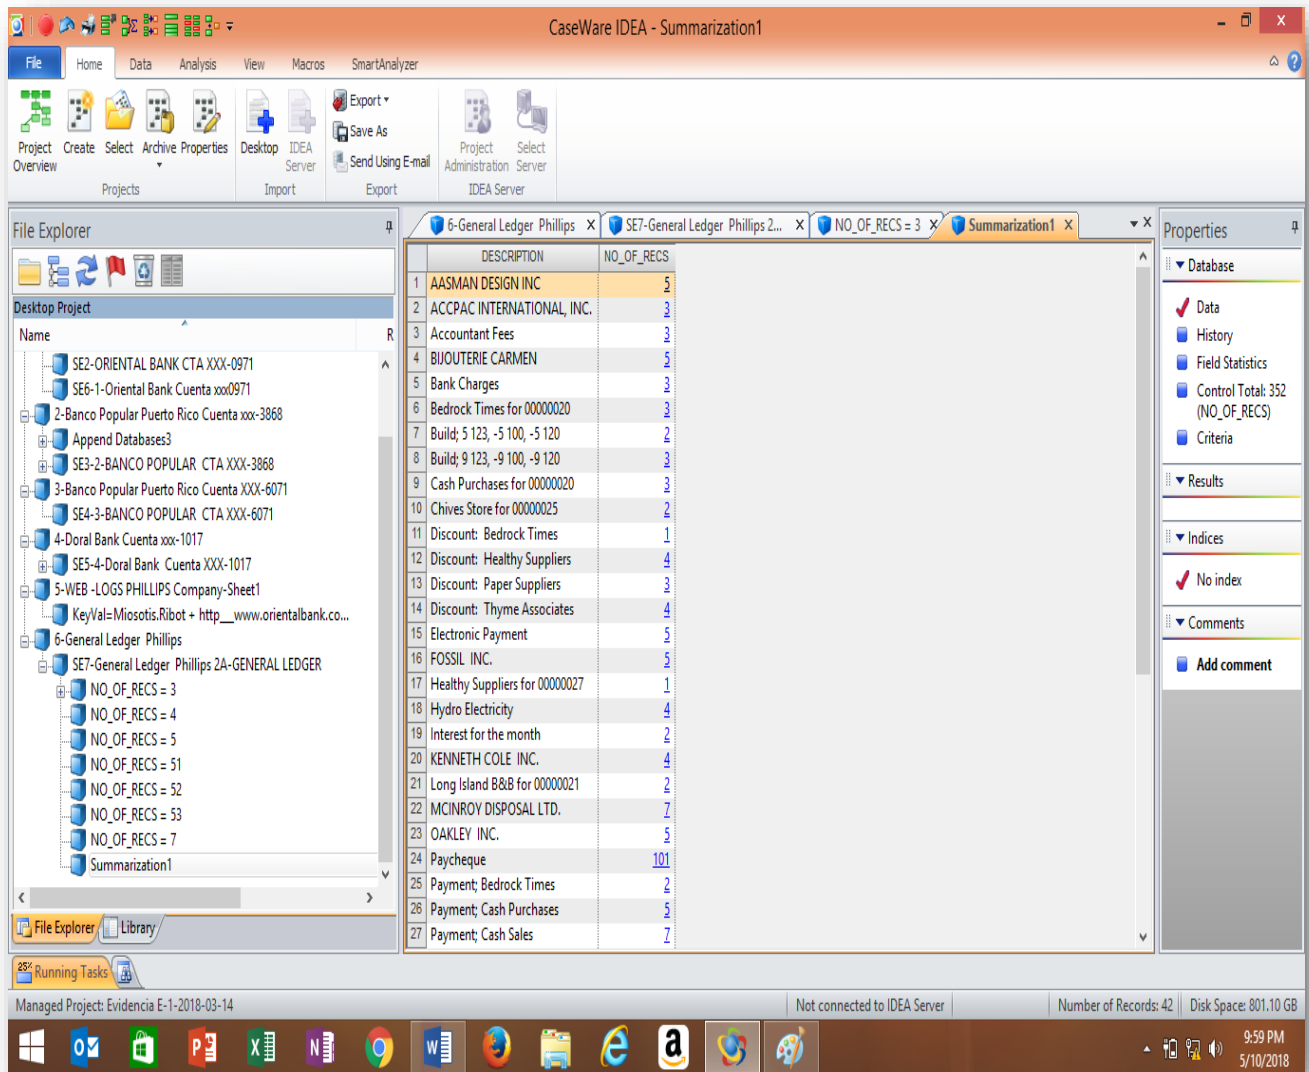 CaseWare IDEA - Summarization1
File Home Data Analysis View Macros SmartAnalyzer
Project Overview
Create
Select
Archive
Properties
Desktop
IDEA Server
Export
Save As
Send Using E-mail
Project Administration
Select Server
Projects Import Export IDEA Server
File Explorer
Desktop Project
Name R
SE2-ORIENTAL BANK CTA XXX-0971
SE6-1-Oriental Bank Cuenta xxx0971
2-Banco Popular Puerto Rico Cuenta xxx-3868
Append Databases3
SE3-2-BANCO POPULAR CTA XXX-3868
3-Banco Popular Puerto Rico Cuenta XXX-6071
SE4-3-BANCO POPULAR CTA XXX-6071
4-Doral Bank Cuenta xxx-1017
SE5-4-Doral Bank Cuenta XXX-1017
5-WEB -LOGS PHILLIPS Company-Sheet1
KeyVal=Miosotis.Ribot + http__www.orientalbank.co...
6-General Ledger Phillips
SE7-General Ledger Phillips 2A-GENERAL LEDGER
NO_OF_RECS = 3
NO_OF_RECS = 4
NO_OF_RECS = 5
NO_OF_RECS = 51
NO_OF_RECS = 52
NO_OF_RECS = 53
NO_OF_RECS = 7
Summarization1
File Explorer Library
6-General Ledger Phillips X SE7-General Ledger Phillips 2... X NO_OF_RECS = 3 X Summarization1 X
DESCRIPTION NO_OF_RECS
1 AASMAN DESIGN INC 5
2 ACCPAC INTERNATIONAL, INC. 3
3 Accountant Fees 3
4 BIJOUTERIE CARMEN 5
5 Bank Charges 3
6 Bedrock Times for 00000020 3
7 Build; 5 123, -5 100, -5 120 2
8 Build; 9 123, -9 100, -9 120 3
9 Cash Purchases for 00000020 3
10 Chives Store for 00000025 2
11 Discount: Bedrock Times 1
12 Discount: Healthy Suppliers 4
13 Discount: Paper Suppliers 3
14 Discount: Thyme Associates 4
15 Electronic Payment 5
16 FOSSIL INC. 5
17 Healthy Suppliers for 00000027 1
18 Hydro Electricity 4
19 Interest for the month 2
20 KENNETH COLE INC. 4
21 Long Island B&B for 00000021 2
22 MCINROY DISPOSAL LTD. 7
23 OAKLEY INC. 5
24 Paycheque 101
25 Payment; Bedrock Times 2
26 Payment; Cash Purchases 5
27 Payment; Cash Sales 7
Properties
Database
Data
History
Field Statistics
Control Total: 352
(NO_OF_RECS)
Criteria
Results
Indices
No index
Comments
Add comment
25% Running Tasks
Managed Project: Evidencia E-1-2018-03-14 Not connected to IDEA Server Number of Records: 42 Disk Space: 801.10 GB
9:59 PM
5/10/2018